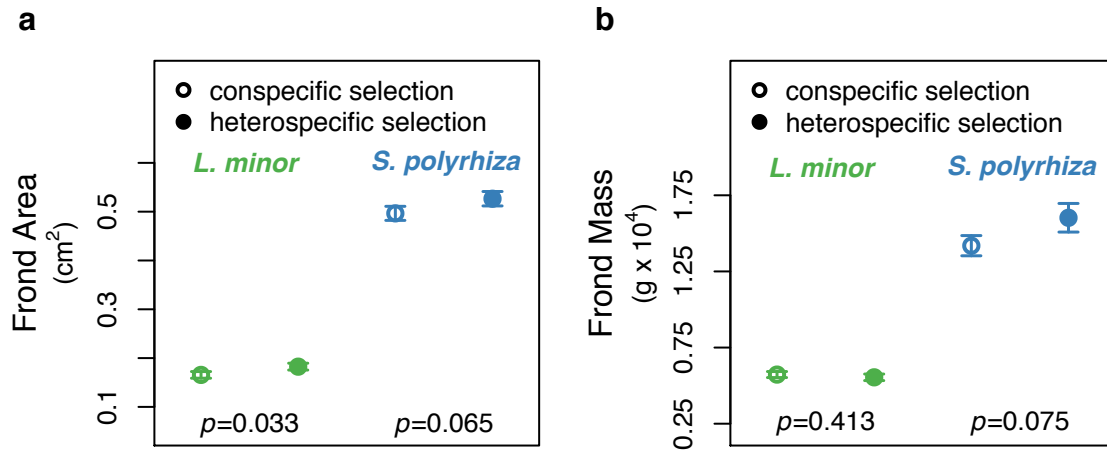 a
conspecific selection
heterospecific selection
L. minor
S. polyrhiza
Frond Area
(cm²)
0.5
0.3
0.1
p=0.033
p=0.065
b
conspecific selection
heterospecific selection
L. minor
S. polyrhiza
Frond Mass
(g x 10⁴)
1.75
1.25
0.75
0.25
p=0.413
p=0.075